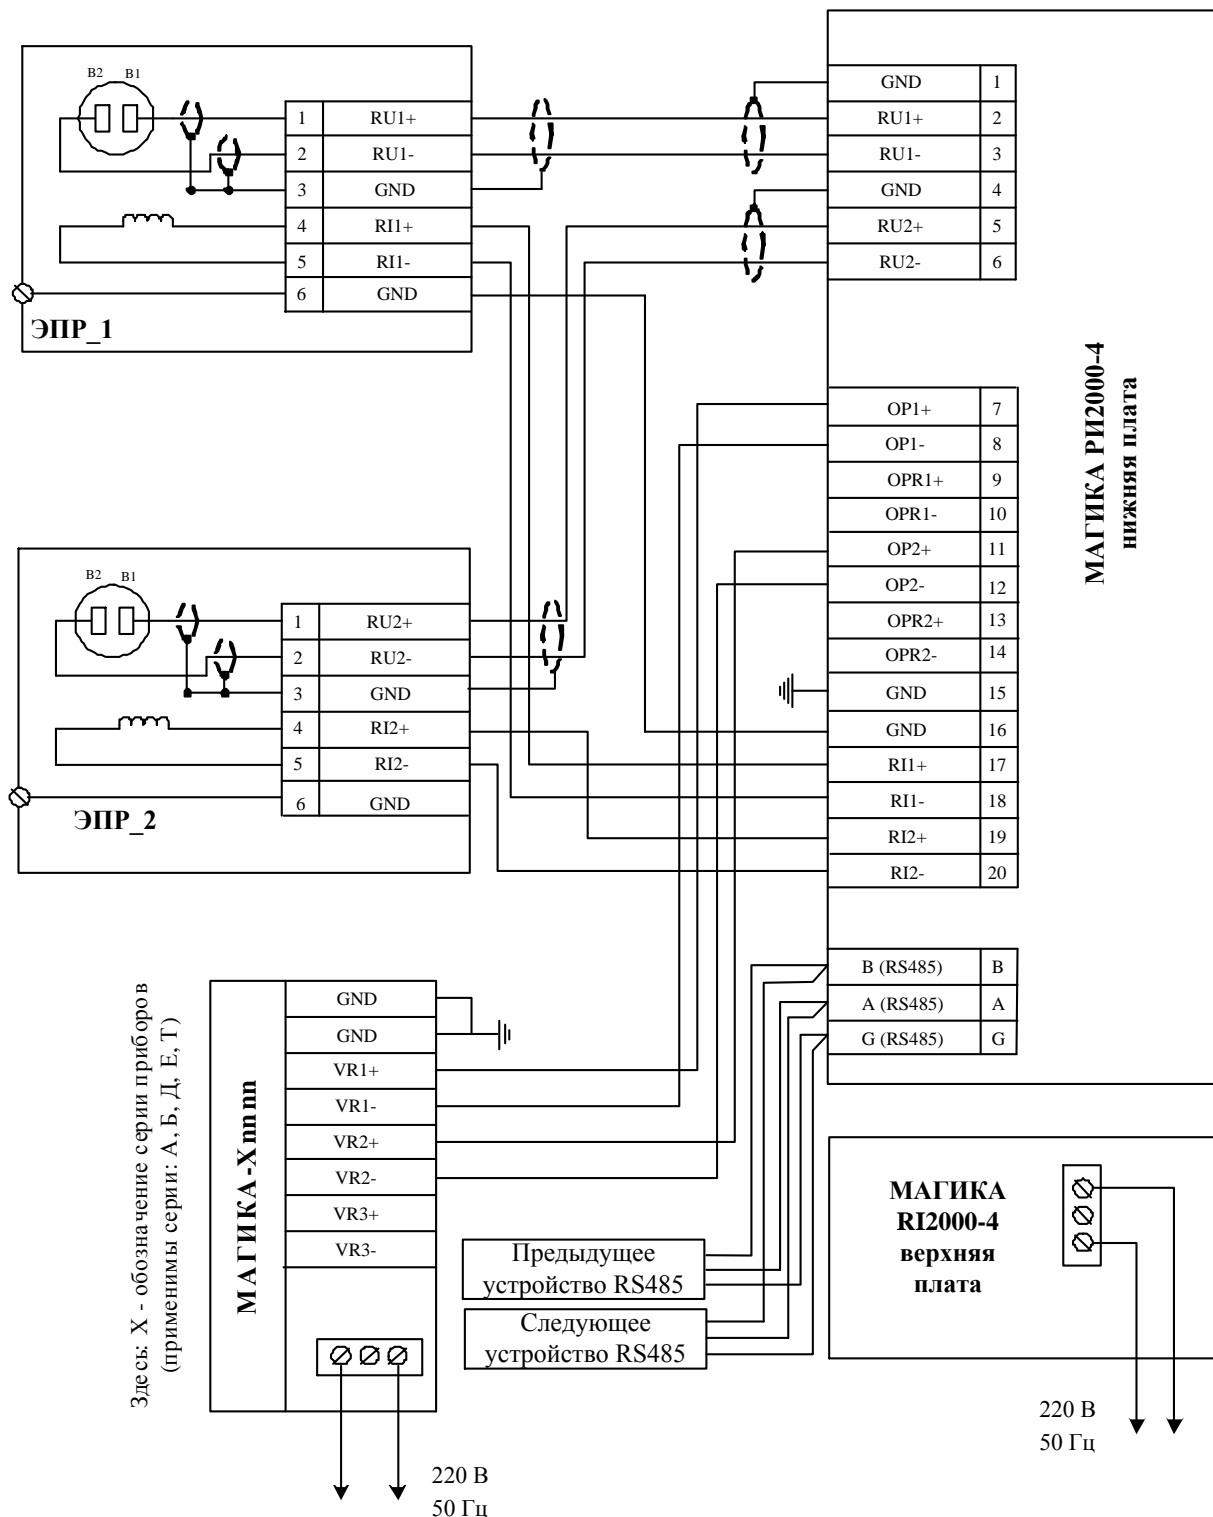 B2 B1
1 RU1+
2 RU1-
3 GND
4 RI1+
5 RI1-
6 GND
ЭПР_1
GND 1
RU1+ 2
RU1- 3
GND 4
RU2+ 5
RU2- 6
OP1+ 7
OP1- 8
OPR1+ 9
OPR1- 10
OP2+ 11
OP2- 12
OPR2+ 13
OPR2- 14
GND 15
GND 16
RI1+ 17
RI1- 18
RI2+ 19
RI2- 20
B (RS485) B
A (RS485) A
G (RS485) G
МАГИКА РИ2000-4
нижняя плата
B2 B1
1 RU2+
2 RU2-
3 GND
4 RI2+
5 RI2-
6 GND
ЭПР_2
Здесь: X - обозначение серии приборов
(применимы серии: А, Б, Д, Е, Т)
МАГИКА-Xnnnn
GND
GND
VR1+
VR1-
VR2+
VR2-
VR3+
VR3-
220 В
50 Гц
Предыдущее
устройство RS485
Следующее
устройство RS485
МАГИКА
RI2000-4
верхняя
плата
220 В
50 Гц